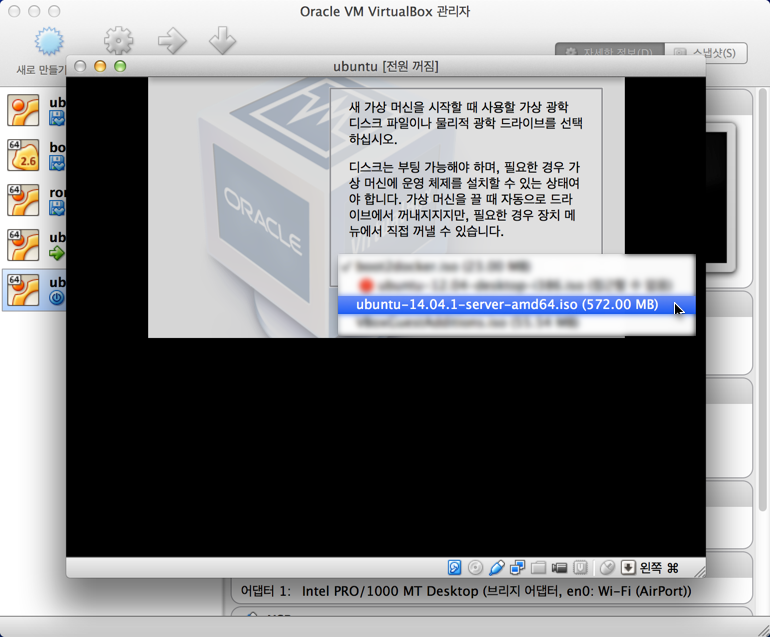 Oracle VM VirtualBox 관리자
새로 만들기
자세한 정보(D)
스냅샷(S)
ubuntu [전원 꺼짐]
64
2.6
64
64
64
ORACLE
새 가상 머신을 시작할 때 사용할 가상 광학
디스크 파일이나 물리적 광학 드라이브를 선택
하십시오.
디스크는 부팅 가능해야 하며, 필요한 경우 가
상 머신에 운영 체제를 설치할 수 있는 상태여
야 합니다. 가상 머신을 끌 때 자동으로 드라
이브에서 꺼내지지지만, 필요한 경우 장치 메
뉴에서 직접 꺼낼 수 있습니다.
ubuntu-14.04.1-server-amd64.iso (572.00 MB)
왼쪽 ⌘
어댑터 1: Intel PRO/1000 MT Desktop (브리지 어댑터, en0: Wi-Fi (AirPort))